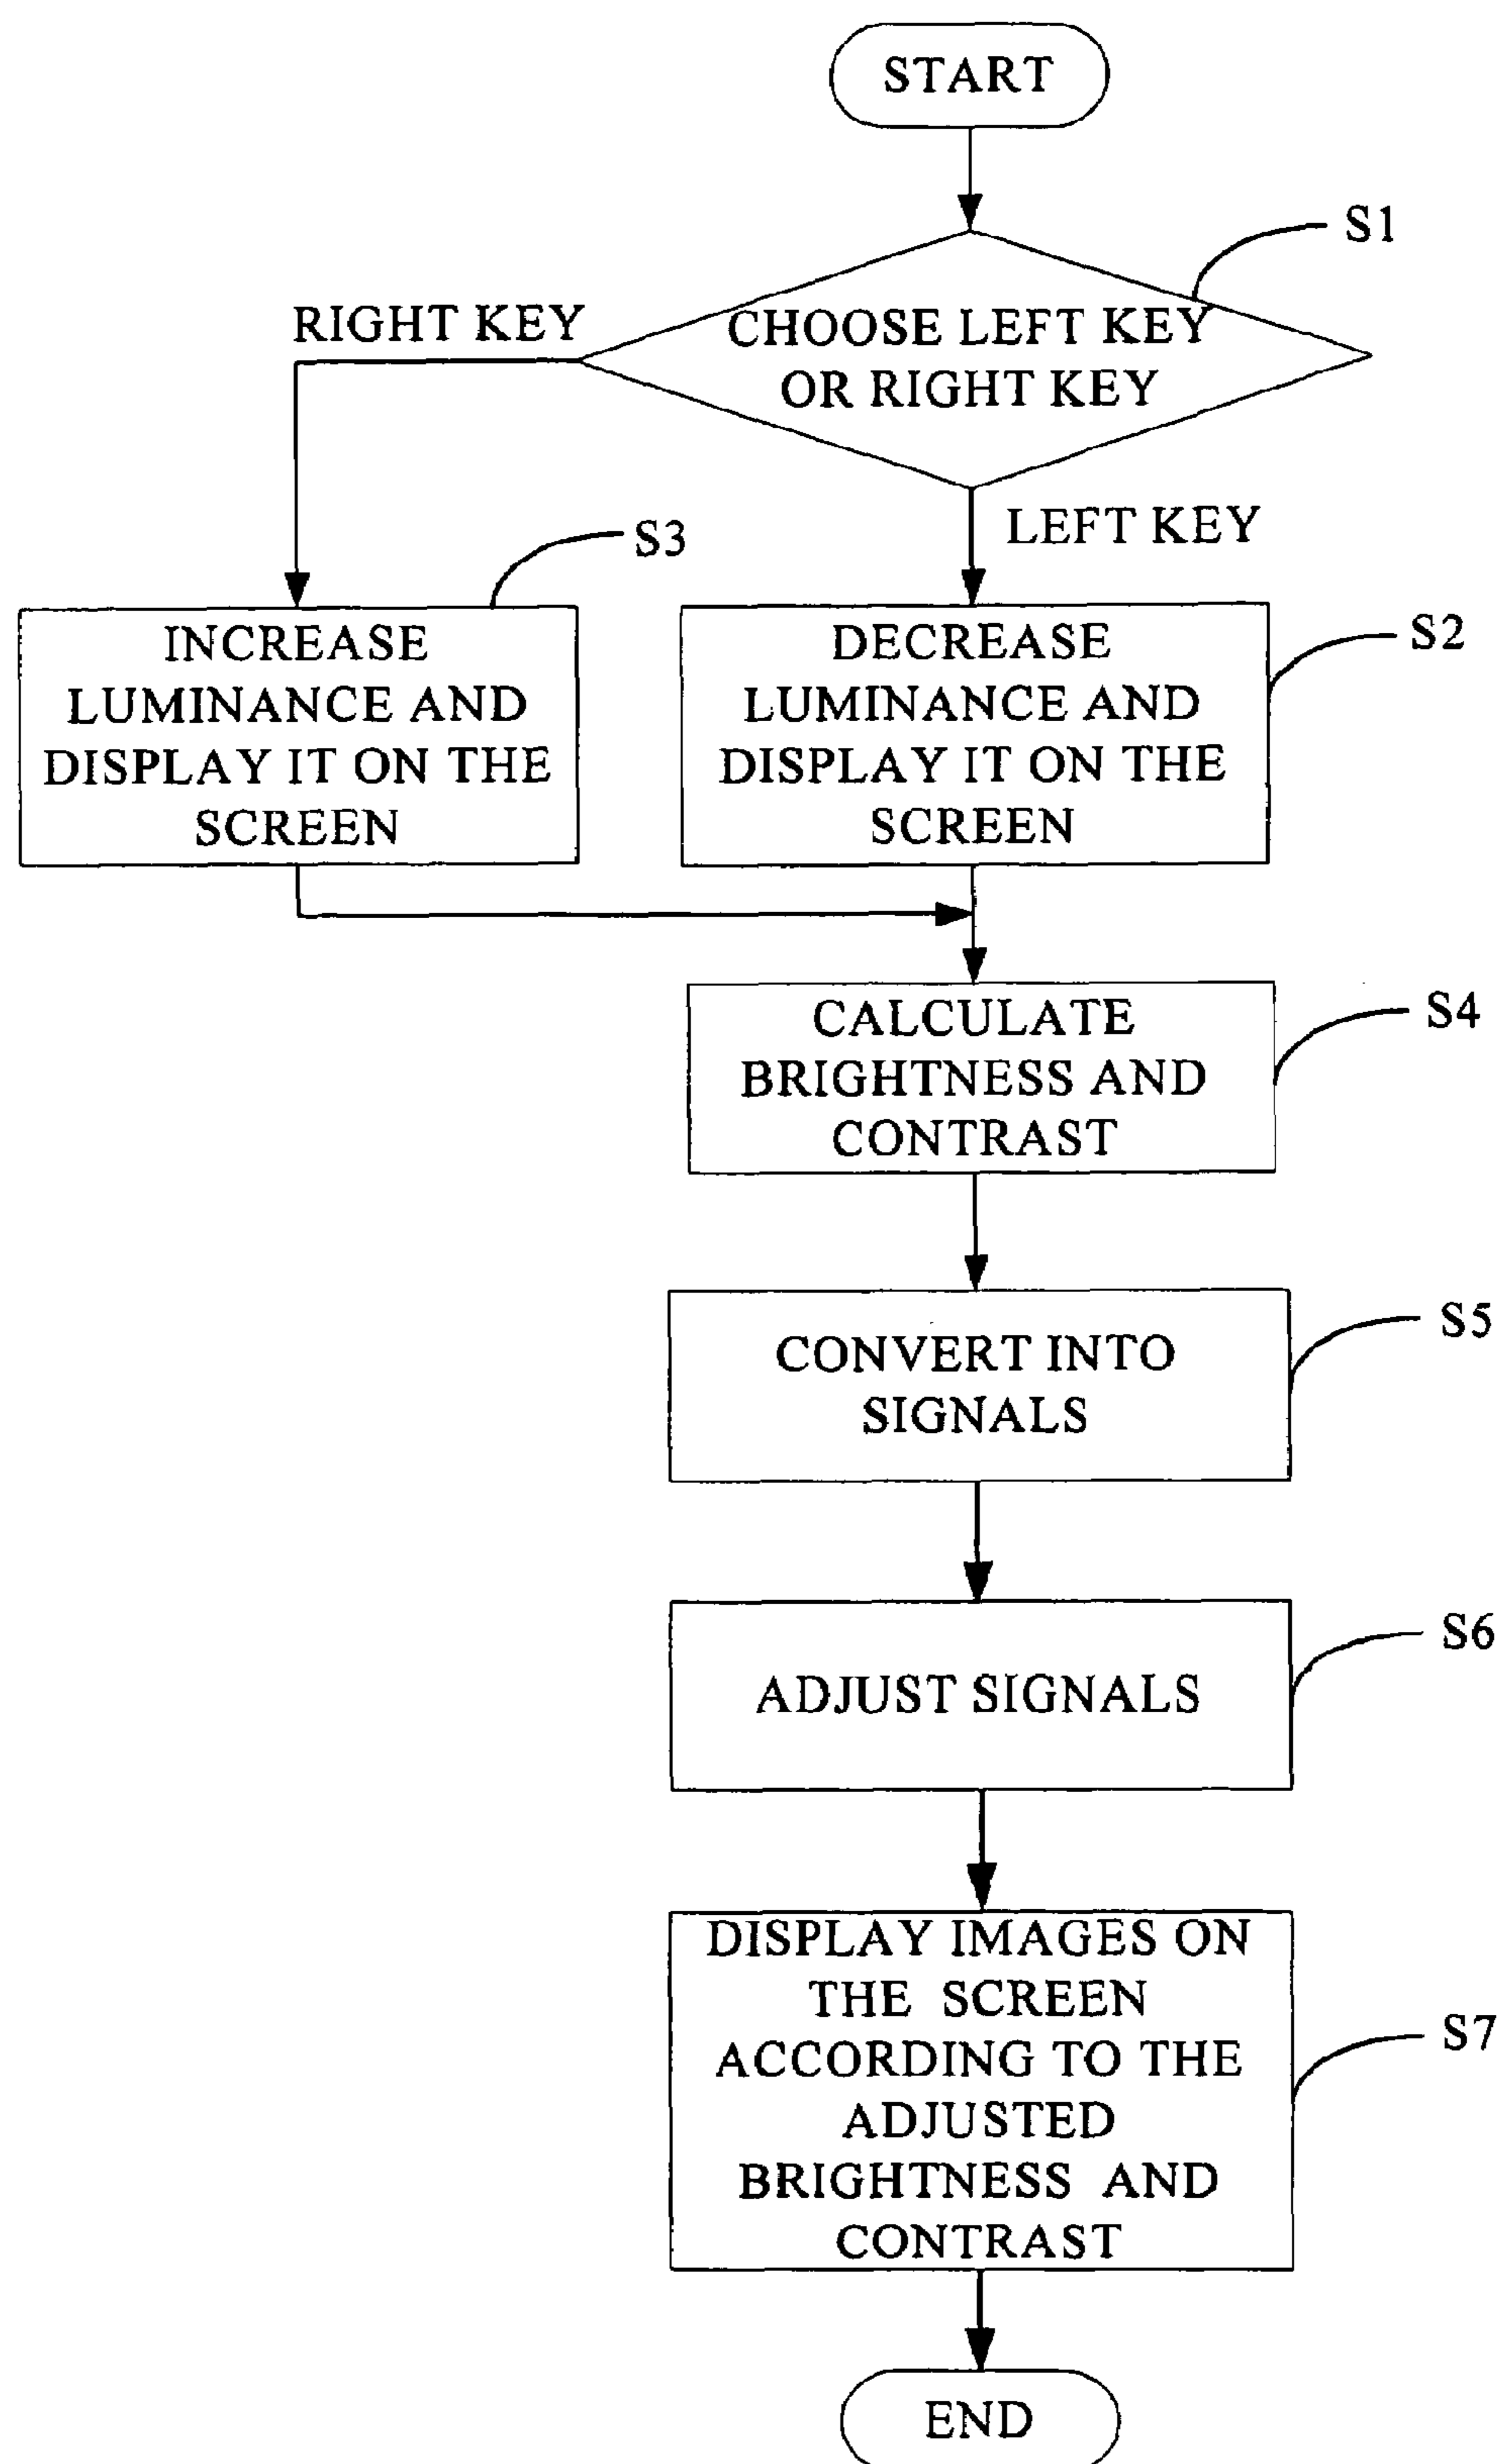 START
S1
RIGHT KEY
CHOOSE LEFT KEY
OR RIGHT KEY
LEFT KEY
S3
INCREASE
LUMINANCE AND
DISPLAY IT ON THE
SCREEN
S2
DECREASE
LUMINANCE AND
DISPLAY IT ON THE
SCREEN
S4
CALCULATE
BRIGHTNESS AND
CONTRAST
S5
CONVERT INTO
SIGNALS
S6
ADJUST SIGNALS
S7
DISPLAY IMAGES ON
THE SCREEN
ACCORDING TO THE
ADJUSTED
BRIGHTNESS AND
CONTRAST
END